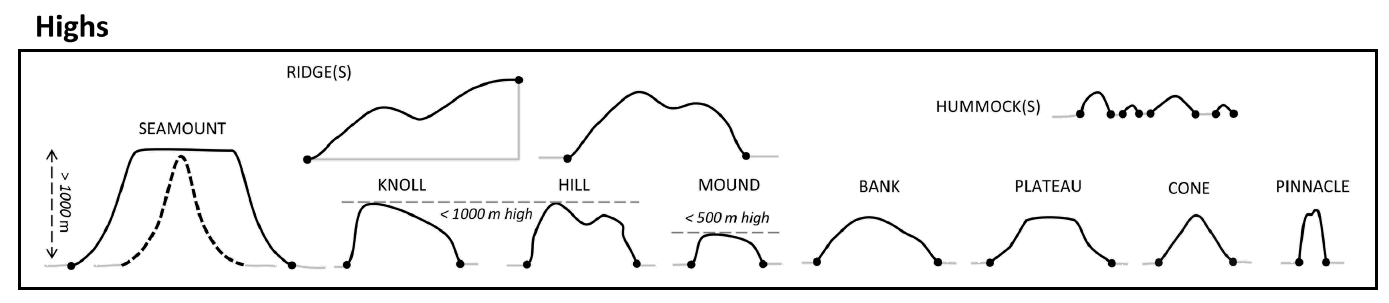 Highs
RIDGE(S)
HUMMOCK(S)
SEAMOUNT
> 1000 m
KNOLL
HILL
MOUND
BANK
PLATEAU
CONE
PINNACLE
< 1000 m high
< 500 m high